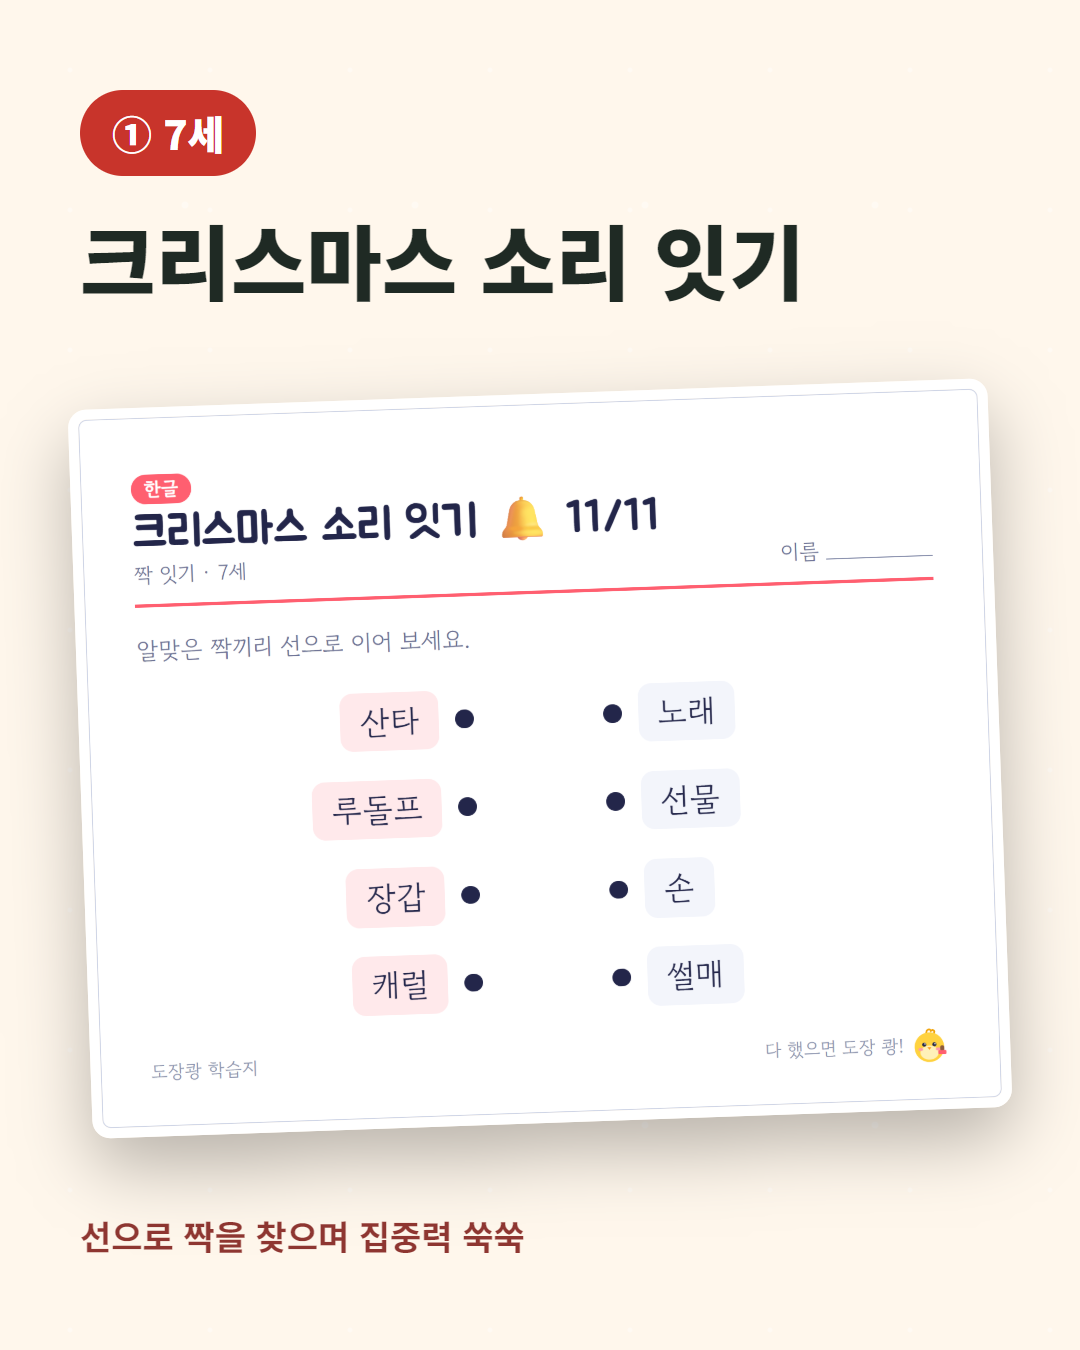 ① 7세
크리스마스 소리 잇기
한글
크리스마스 소리 잇기 🔔 11/11
짝 잇기 · 7세
이름
알맞은 짝끼리 선으로 이어 보세요.
산타 노래
루돌프 선물
장갑 손
캐럴 썰매
도장쾅 학습지
다 했으면 도장 쾅!
선으로 짝을 찾으며 집중력 쑥쑥